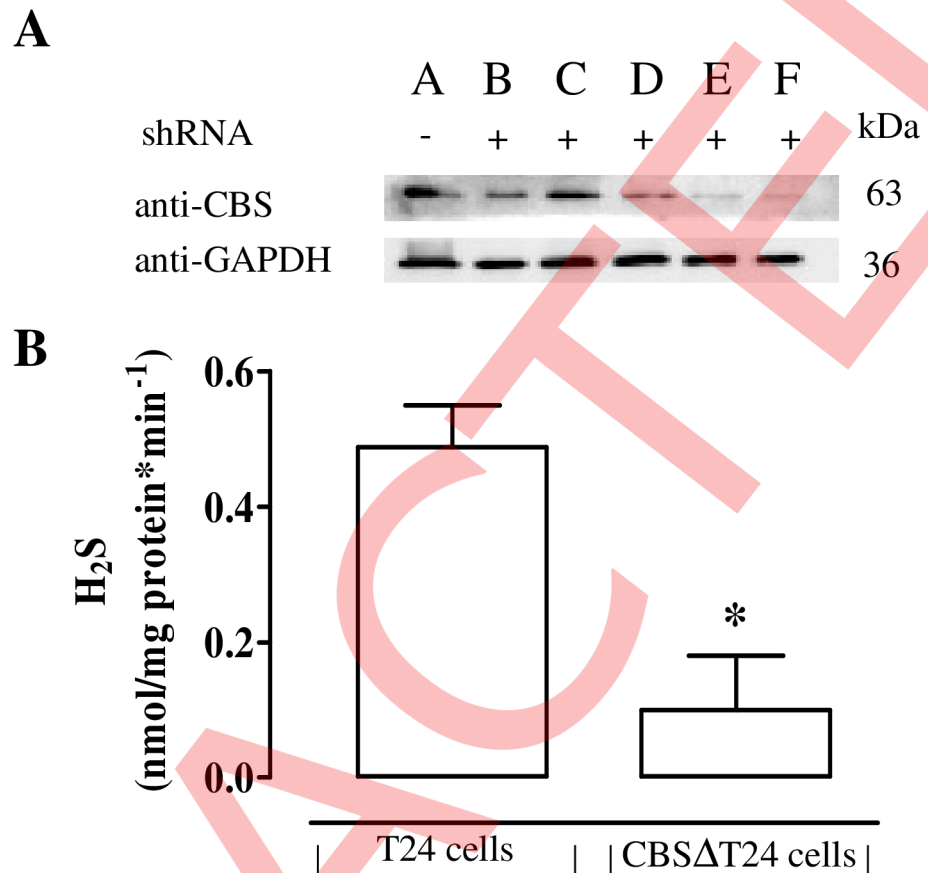 A
A B C D E F
shRNA - + + + + + kDa
anti-CBS 63
anti-GAPDH 36
B
H₂S
(nmol/mg protein*min⁻¹)
0.6
0.4
0.2
0.0
*
T24 cells
CBSΔT24 cells
ACTE